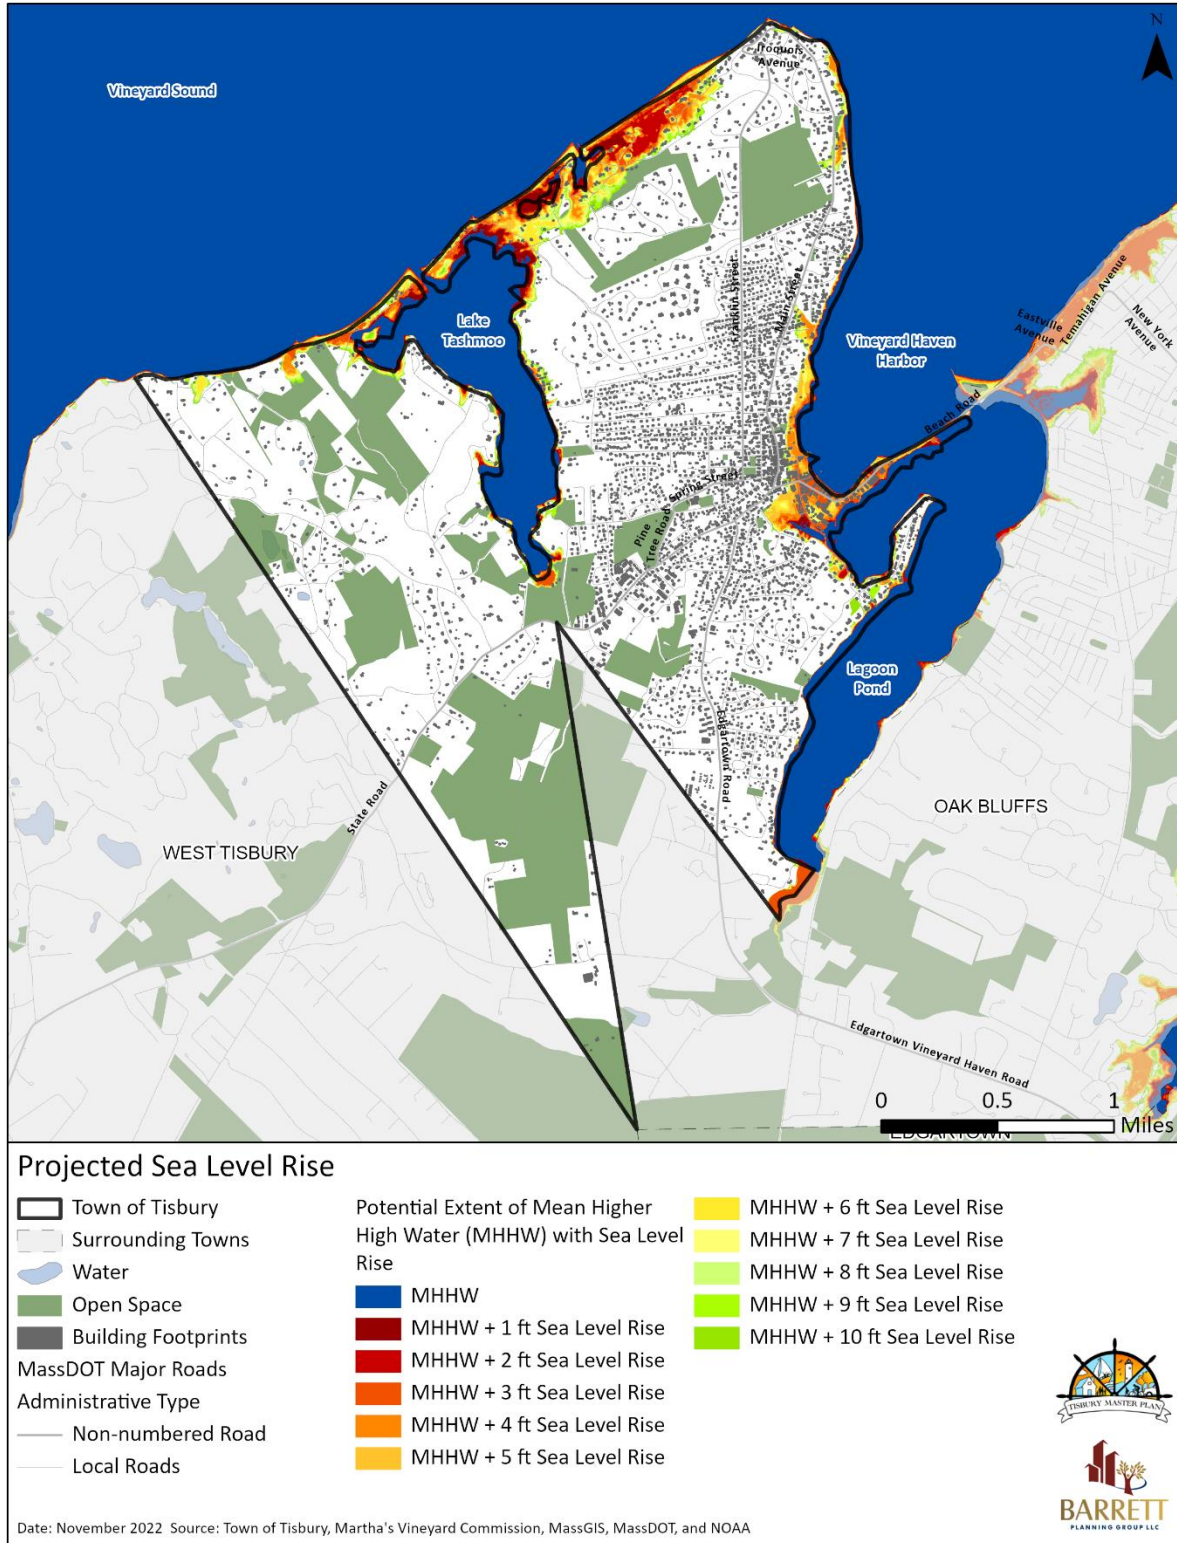 N
Iroquois
Avenue
Vineyard Sound
Franklin Street
Main Street
Lake
Tashmoo
Vineyard Haven
Harbor
Eastville
Avenue
Temahigan Avenue
New York
Avenue
Beach Road
Spring Street
Pine
Tree Road
Lagoon
Pond
Edgartown Road
OAK BLUFFS
State Road
WEST TISBURY
Edgartown Vineyard Haven Road
0 0.5 1
Miles
EDGARTOWN
Projected Sea Level Rise
Town of Tisbury
Surrounding Towns
Water
Open Space
Building Footprints
MassDOT Major Roads
Administrative Type
Non-numbered Road
Local Roads
Potential Extent of Mean Higher
High Water (MHHW) with Sea Level
Rise
MHHW
MHHW + 1 ft Sea Level Rise
MHHW + 2 ft Sea Level Rise
MHHW + 3 ft Sea Level Rise
MHHW + 4 ft Sea Level Rise
MHHW + 5 ft Sea Level Rise
MHHW + 6 ft Sea Level Rise
MHHW + 7 ft Sea Level Rise
MHHW + 8 ft Sea Level Rise
MHHW + 9 ft Sea Level Rise
MHHW + 10 ft Sea Level Rise
TISBURY MASTER PLAN
BARRETT
PLANNING GROUP LLC
Date: November 2022 Source: Town of Tisbury, Martha's Vineyard Commission, MassGIS, MassDOT, and NOAA